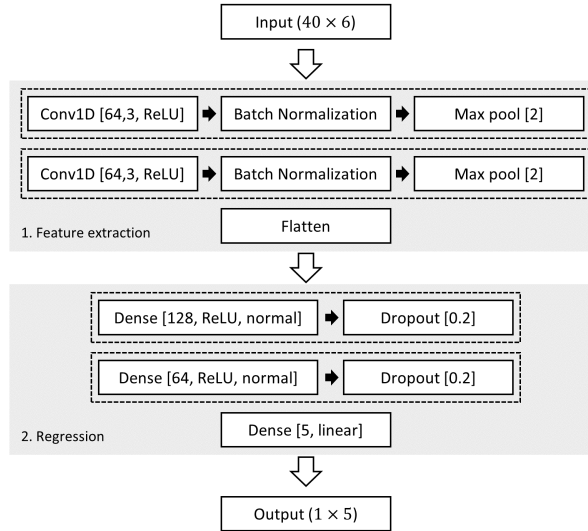 Input (40 × 6)
Conv1D [64,3, ReLU] Batch Normalization Max pool [2]
Conv1D [64,3, ReLU] Batch Normalization Max pool [2]
Flatten
1. Feature extraction
Dense [128, ReLU, normal] Dropout [0.2]
Dense [64, ReLU, normal] Dropout [0.2]
Dense [5, linear]
2. Regression
Output (1 × 5)